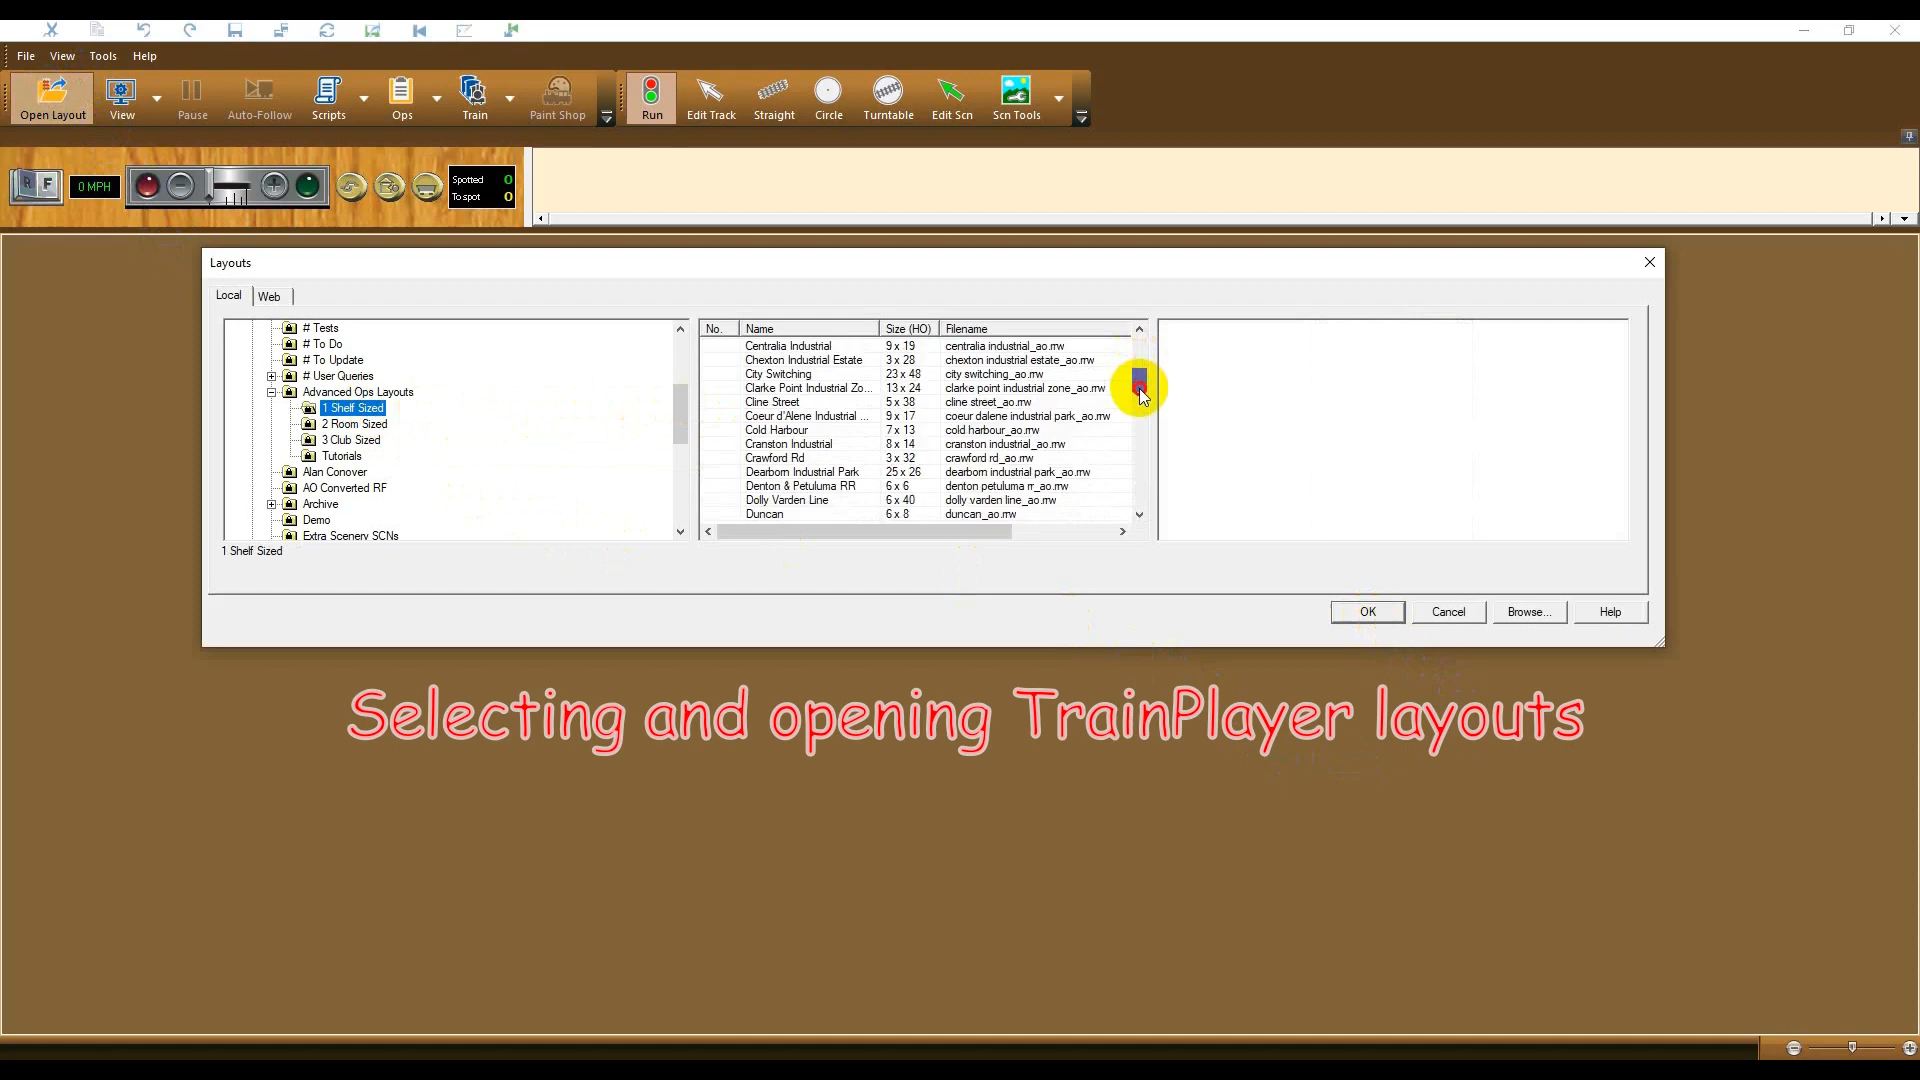 File View Tools Help
Open Layout View Pause Auto-Follow Scripts Ops Train Paint Shop Run Edit Track Straight Circle Turntable Edit Scn Scn Tools
R F 0 MPH Spotted 0
To spot 0
Layouts
Local Web
# Tests
# To Do
# To Update
# User Queries
Advanced Ops Layouts
1 Shelf Sized
2 Room Sized
3 Club Sized
Tutorials
Alan Conover
AO Converted RF
Archive
Demo
Extra Scenery SCNs
1 Shelf Sized
No. Name Size (HO) Filename
Centralia Industrial 9 x 19 centralia industrial_ao.rrw
Chexton Industrial Estate 3 x 28 chexton industrial estate_ao.rrw
City Switching 23 x 48 city switching_ao.rrw
Clarke Point Industrial Zo... 13 x 24 clarke point industrial zone_ao.rrw
Cline Street 5 x 38 cline street_ao.rrw
Coeur d'Alene Industrial ... 9 x 17 coeur dalene industrial park_ao.rrw
Cold Harbour 7 x 13 cold harbour_ao.rrw
Cranston Industrial 8 x 14 cranston industrial_ao.rrw
Crawford Rd 3 x 32 crawford rd_ao.rrw
Dearborn Industrial Park 25 x 26 dearborn industrial park_ao.rrw
Denton & Petuluma RR 6 x 6 denton petuluma rr_ao.rrw
Dolly Varden Line 6 x 40 dolly varden line_ao.rrw
Duncan 6 x 8 duncan_ao.rrw
OK Cancel Browse... Help
Selecting and opening TrainPlayer layouts